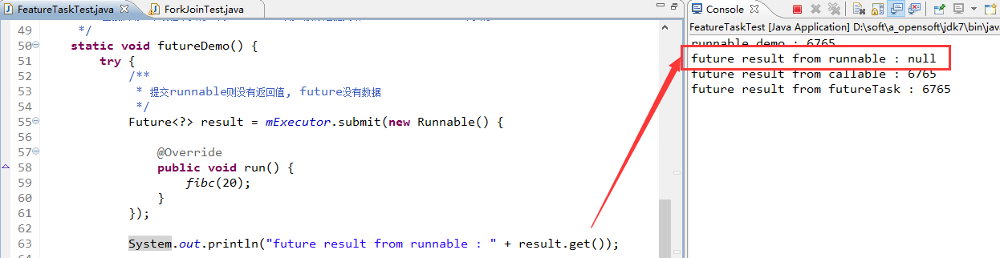 FeatureTaskTest.java
ForkJoinTest.java
49 */
50 static void futureDemo() {
51 try {
52 /**
53 * 提交runnable则没有返回值, future没有数据
54 */
55 Future<?> result = mExecutor.submit(new Runnable() {
56
57 @Override
58 public void run() {
59 fibc(20);
60 }
61 });
62
63 System.out.println("future result from runnable : " + result.get());
Console
FeatureTaskTest [Java Application] D:\soft\a_opensoft\jdk7\bin\java
runnable demo : 6765
future result from runnable : null
future result from callable : 6765
future result from futureTask : 6765